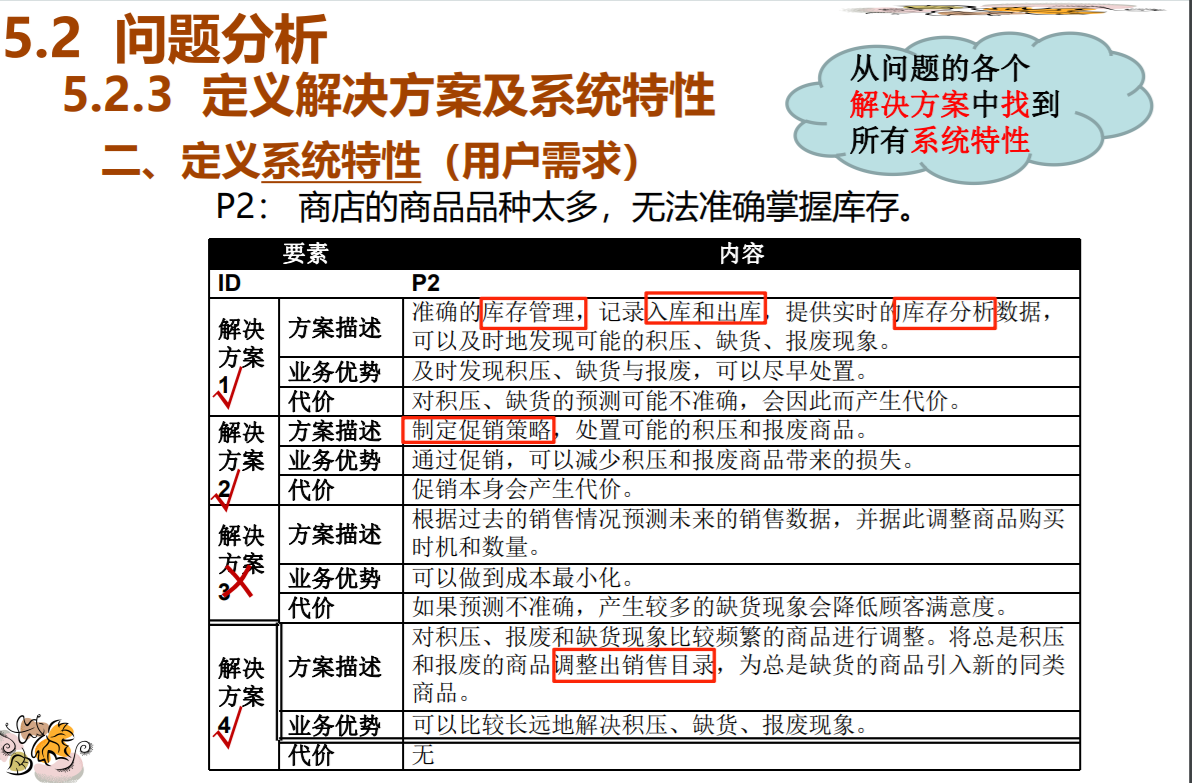 5.2 问题分析
5.2.3 定义解决方案及系统特性
从问题的各个
解决方案中找到
所有系统特性
二、定义系统特性（用户需求）
P2： 商店的商品品种太多，无法准确掌握库存。
要素 内容
ID P2
解决
方案
1
方案描述
准确的库存管理，记录入库和出库，提供实时的库存分析数据，
可以及时地发现可能的积压、缺货、报废现象。
业务优势 及时发现积压、缺货与报废，可以尽早处置。
代价 对积压、缺货的预测可能不准确，会因此而产生代价。
解决
方案
2
方案描述 制定促销策略，处置可能的积压和报废商品。
业务优势 通过促销，可以减少积压和报废商品带来的损失。
代价 促销本身会产生代价。
解决
方案
3
方案描述
根据过去的销售情况预测未来的销售数据，并据此调整商品购买
时机和数量。
业务优势 可以做到成本最小化。
代价 如果预测不准确，产生较多的缺货现象会降低顾客满意度。
解决
方案
4
方案描述
对积压、报废和缺货现象比较频繁的商品进行调整。将总是积压
和报废的商品调整出销售目录，为总是缺货的商品引入新的同类
商品。
业务优势 可以比较长远地解决积压、缺货、报废现象。
代价 无